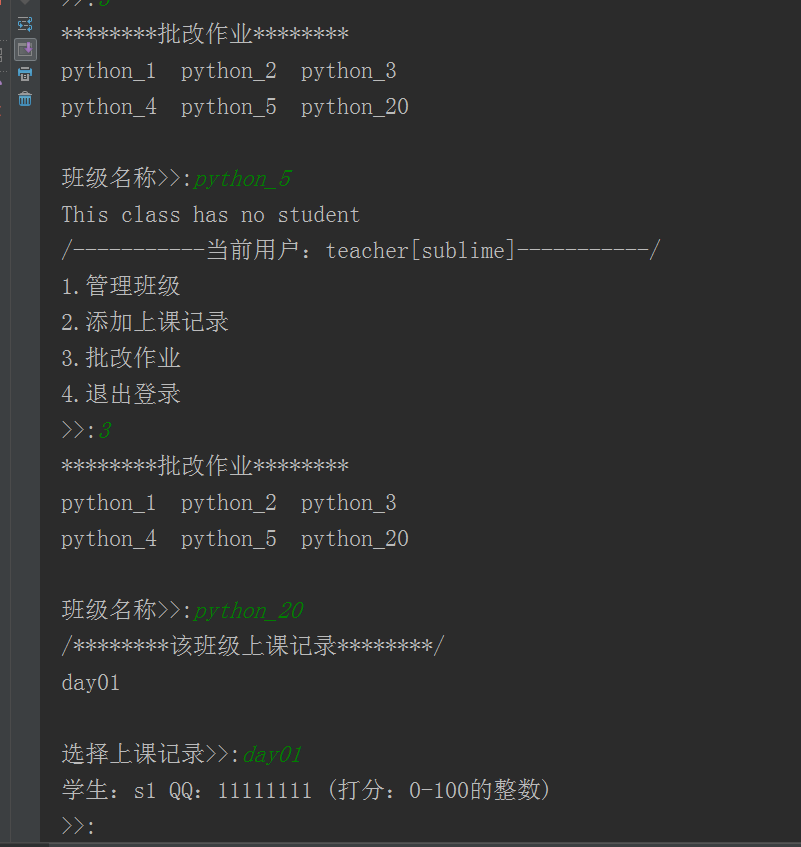 >>:3
********批改作业********
python_1  python_2  python_3
python_4  python_5  python_20
班级名称>>:python_5
This class has no student
/-----------当前用户: teacher[sublime]-----------/
1.管理班级
2.添加上课记录
3.批改作业
4.退出登录
>>:3
********批改作业********
python_1  python_2  python_3
python_4  python_5  python_20
班级名称>>:python_20
/********该班级上课记录********/
day01
选择上课记录>>:day01
学生: s1 QQ: 11111111 (打分: 0-100的整数)
>>: